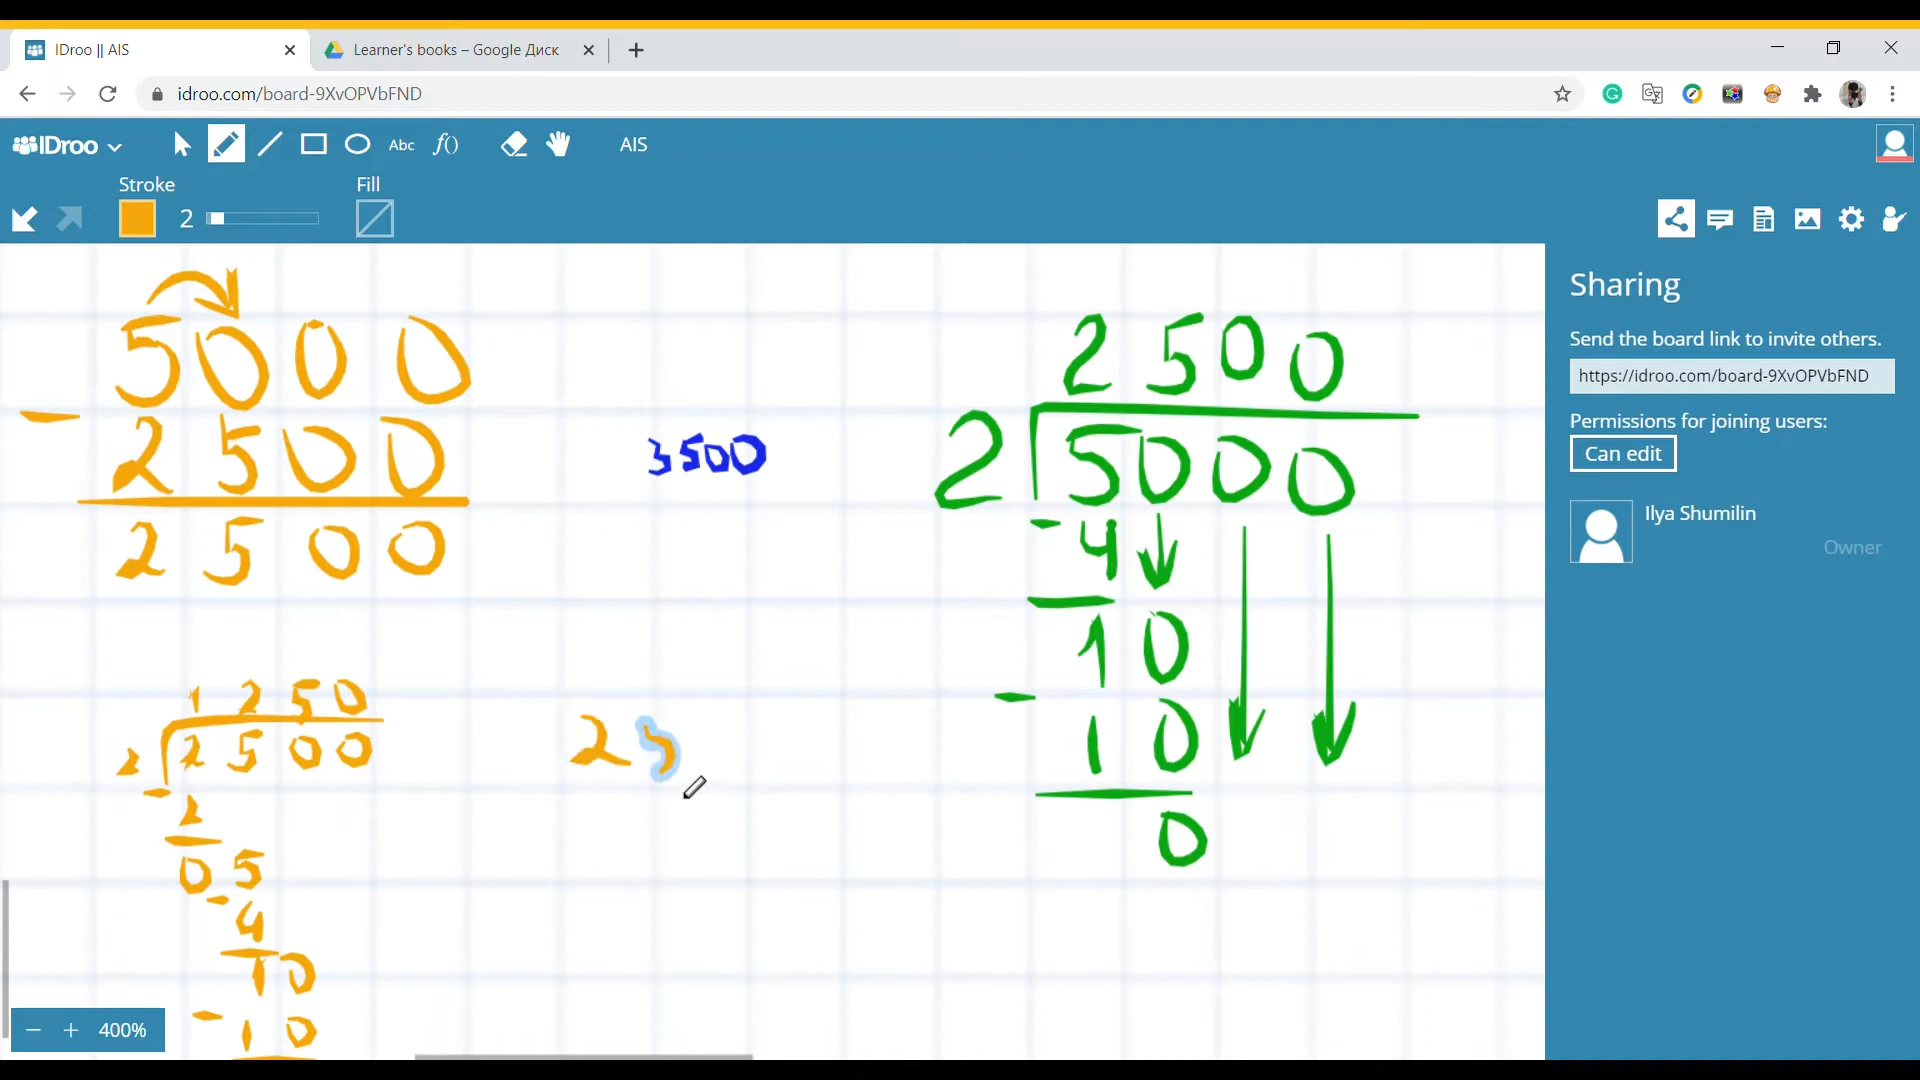 IDroo || AIS
Learner's books – Google Диск
idroo.com/board-9XvOPVbFND
IDroo
Abc
f()
AIS
Stroke
2
Fill
Sharing
Send the board link to invite others.
https://idroo.com/board-9XvOPVbFND
Permissions for joining users:
Can edit
Ilya Shumilin
Owner
5000
- 2500
2500
3500
2500
2 5000
- 4
10
- 10
0
1250
2 2500
- 2
05
- 4
10
- 10
2
- + 400%